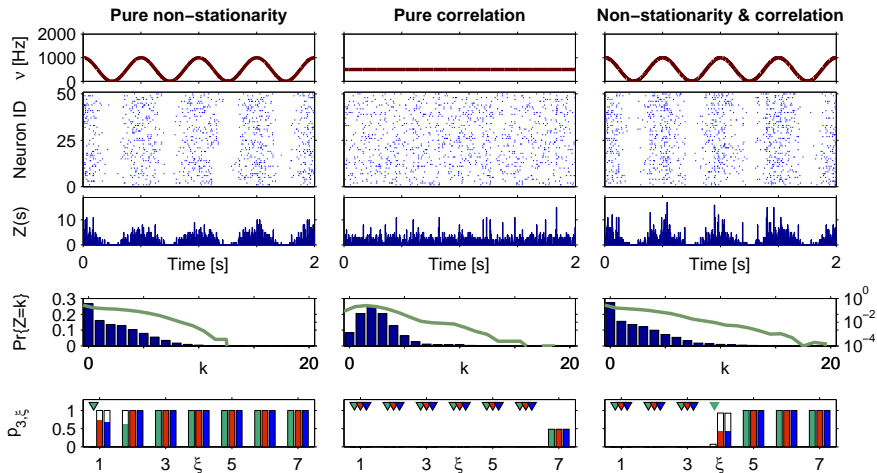 Pure non−stationarity
Pure correlation
Non−stationarity & correlation
ν [Hz]
2000
1000
0
Neuron ID
50
25
0
Z(s)
10
0
0 Time [s] 2
0 Time [s] 2
0 Time [s] 2
Pr{Z=k}
0.3
0.2
0.1
0
10^0
10^−2
10^−4
0 k 20
0 k 20
0 k 20
p3,ξ
1
0.5
0
1 3 ξ 5 7
1 3 ξ 5 7
1 3 ξ 5 7